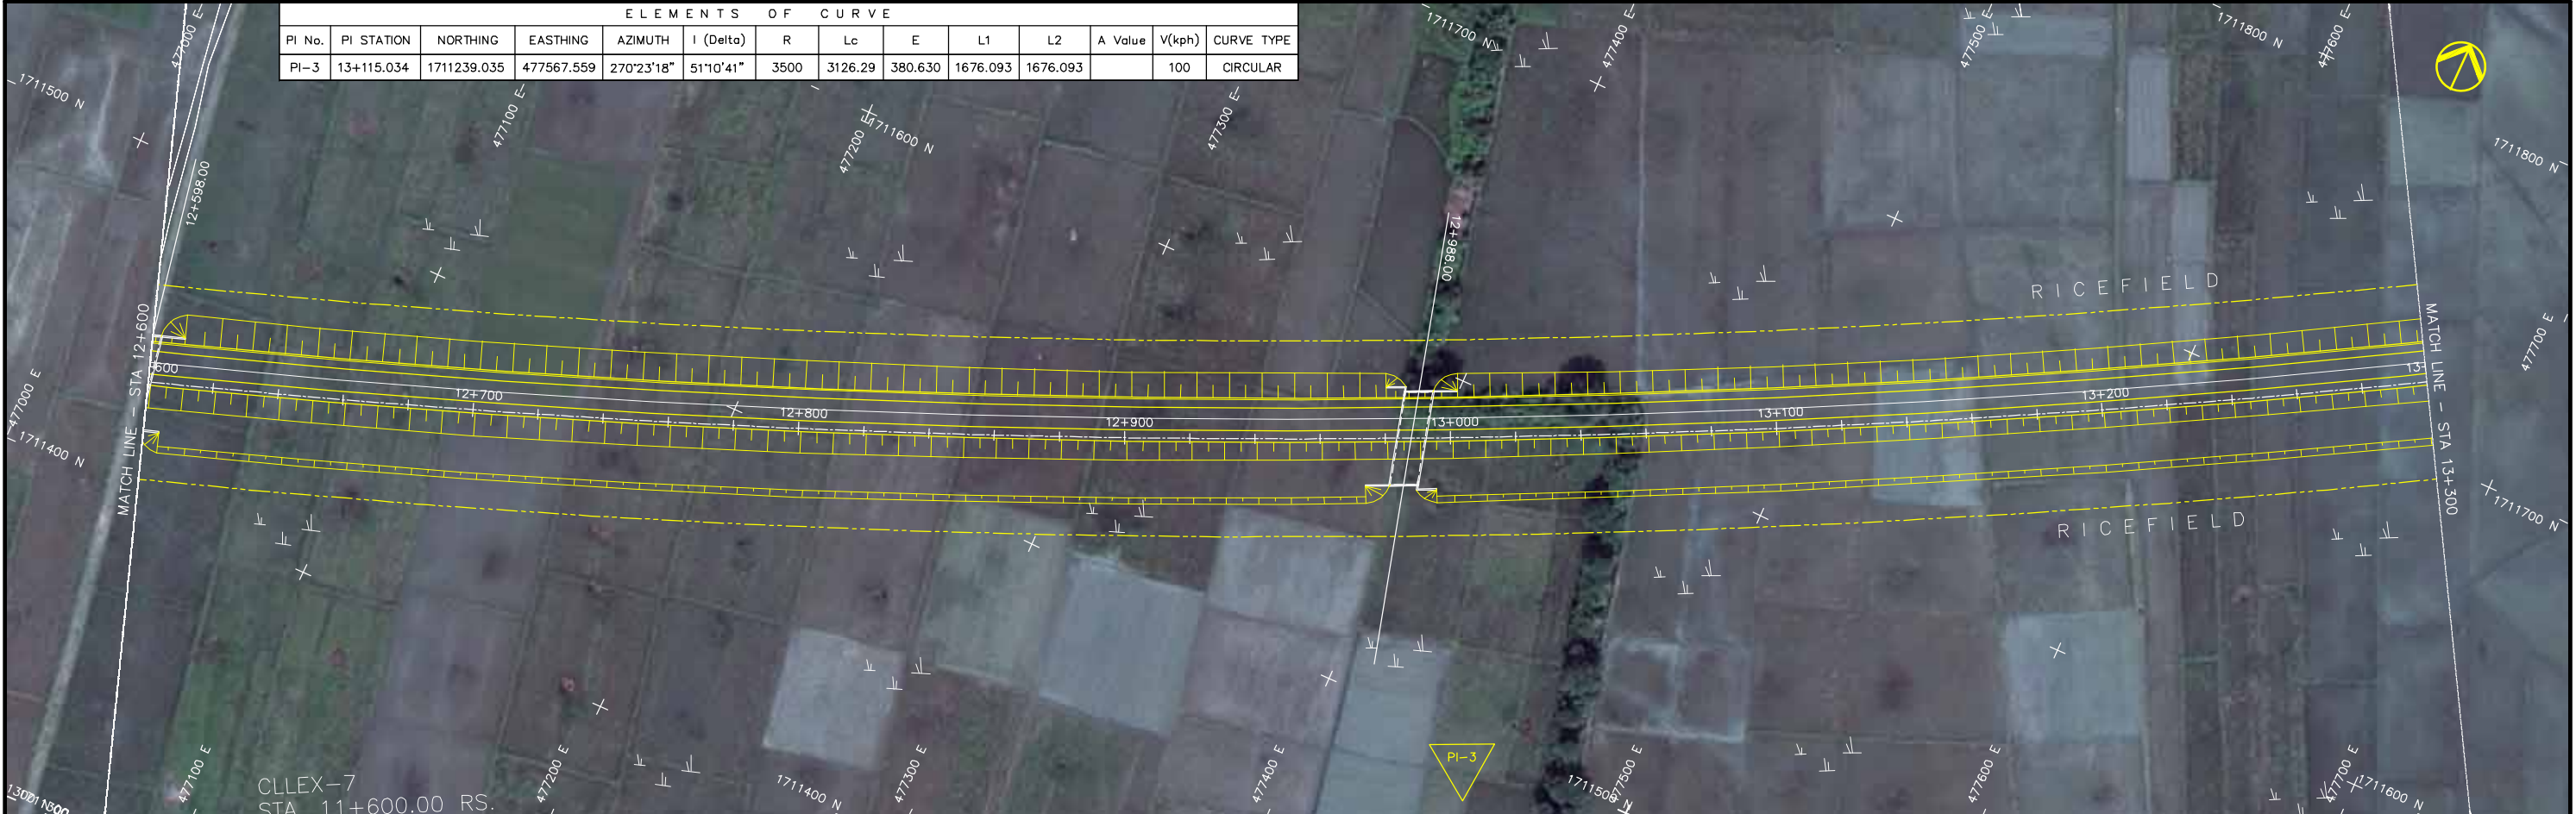 ELEMENTS OF CURVE
PI No. PI STATION NORTHING EASTHING AZIMUTH I (Delta) R Lc E L1 L2 A Value V(kph) CURVE TYPE
PI-3 13+115.034 1711239.035 477567.559 270°23'18" 51°10'41" 3500 3126.29 380.630 1676.093 1676.093 100 CIRCULAR
477000 E
1711700 N
477400 E
477500 E
1711800 N
477600 E
1711500 N
477100 E
477200 E
1711600 N
477300 E
1711800 N
12+598.00
12+988.00
RICEFIELD
MATCH LINE - STA 12+600
MATCH LINE - STA 13+300
477700 E
477000 E
600
12+700
12+800
12+900
13+000
13+100
13+200
13+
1711400 N
1711700 N
RICEFIELD
PI-3
477100 E
477200 E
1711400 N
477300 E
477400 E
1711500 N
477500 E
477600 E
477700 E
1711600 N
CLLEX-7
STA. 11+600.00 RS.